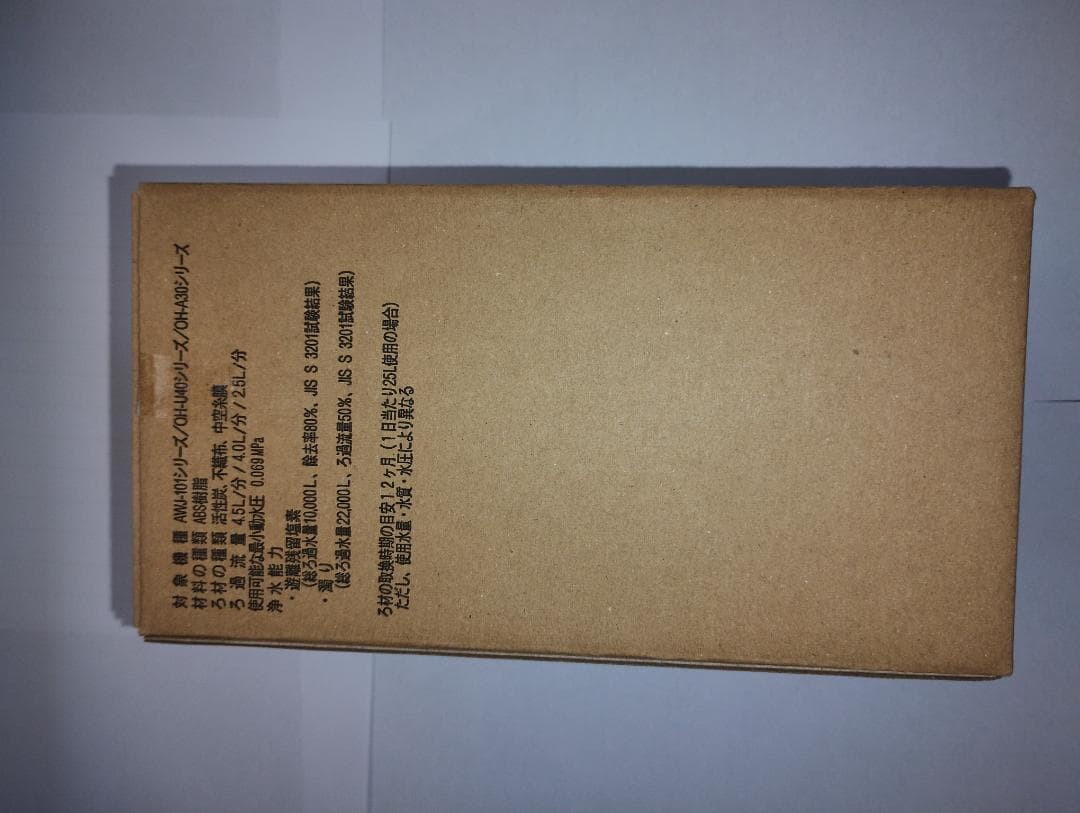 対象機種 AWJ-101シリーズ/OH-U40シリーズ/OH-A30シリーズ
材料の種類 ABS樹脂
ろ材の種類 活性炭、不織布、中空糸膜
ろ過流量 4.5L/分/4.0L/分/2.5L/分
使用可能な最小動水圧 0.069MPa
浄水能力
・遊離残留塩素
(総ろ過水量10,000L、除去率80%、JIS S 3201試験結果)
・濁り
(総ろ過水量22,000L、ろ過流量50%、JIS S 3201試験結果)
ろ材の取換時期の目安12ヶ月(1日当たり25L使用の場合)
ただし、使用水量・水質・水圧により異なる